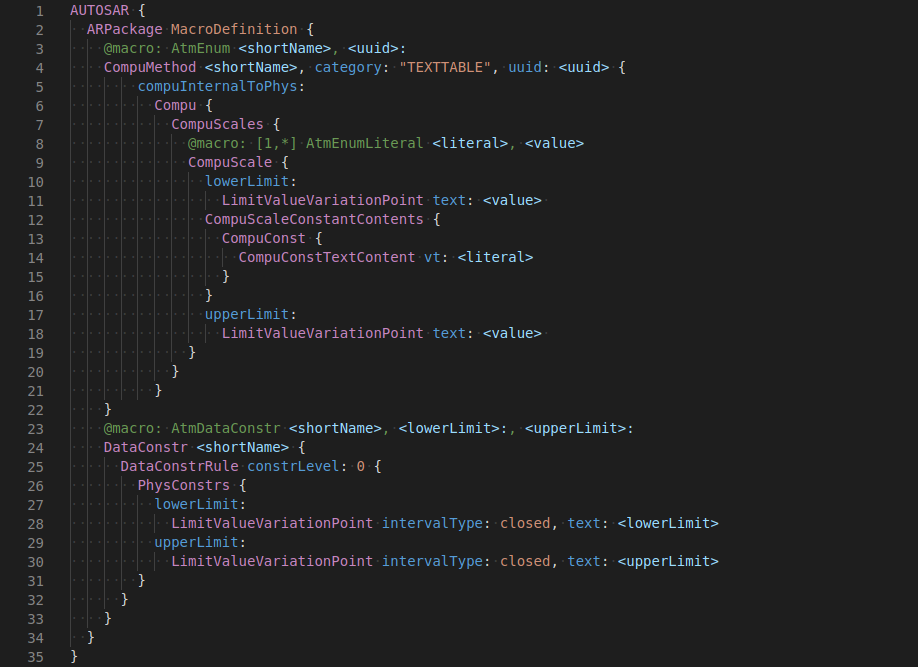 1 AUTOSAR {
2   ARPackage MacroDefinition {
3     @macro: AtmEnum <shortName>, <uuid>:
4     CompuMethod <shortName>, category: "TEXTTABLE", uuid: <uuid> {
5         compuInternalToPhys:
6           Compu {
7             CompuScales {
8               @macro: [1,*] AtmEnumLiteral <literal>, <value>
9               CompuScale {
10                 lowerLimit:
11                   LimitValueVariationPoint text: <value>
12                 CompuScaleConstantContents {
13                   CompuConst {
14                     CompuConstTextContent vt: <literal>
15                   }
16                 }
17                 upperLimit:
18                   LimitValueVariationPoint text: <value>
19               }
20             }
21           }
22     }
23     @macro: AtmDataConstr <shortName>, <lowerLimit>:, <upperLimit>:
24     DataConstr <shortName> {
25       DataConstrRule constrLevel: 0 {
26         PhysConstrs {
27           lowerLimit:
28             LimitValueVariationPoint intervalType: closed, text: <lowerLimit>
29           upperLimit:
30             LimitValueVariationPoint intervalType: closed, text: <upperLimit>
31         }
32       }
33     }
34   }
35 }